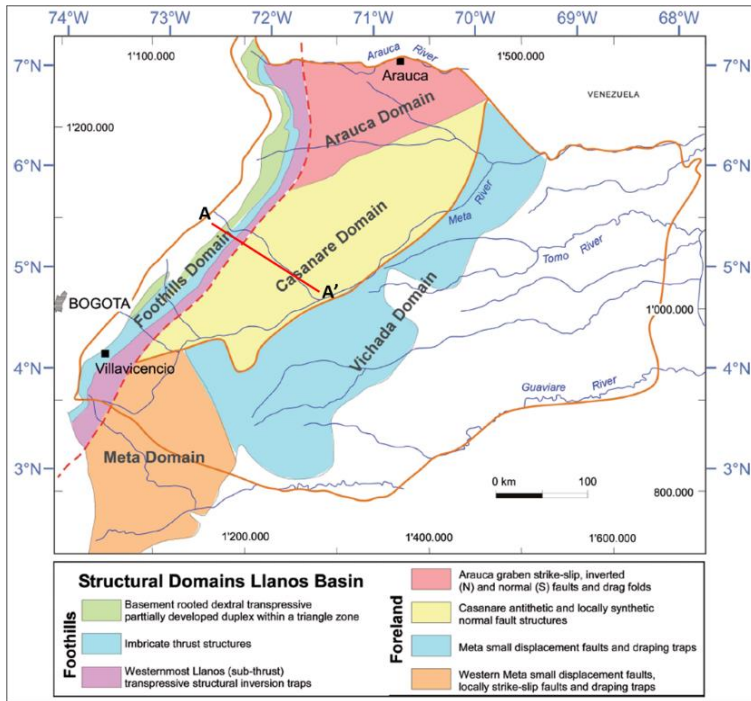 74°W 73°W 72°W 71°W 70°W 69°W 68°W
1'100.000
1'500.000
Arauca River
7°N
7°N
Arauca
VENEZUELA
1'200.000
Arauca Domain
6°N
6°N
A
Casanare Domain
Meta River
Foothills Domain
5°N
5°N
Tomo River
A'
BOGOTA
1'000.000
Vichada Domain
4°N
4°N
Villavicencio
Guaviare River
Meta Domain
0 km 100
3°N
3°N
800.000
1'200.000
1'400.000
1'600.000
Structural Domains Llanos Basin
Foothills
Basement rooted dextral transpressive
partially developed duplex within a triangle zone
Imbricate thrust structures
Westernmost Llanos (sub-thrust)
transpressive structural inversion traps
Foreland
Arauca graben strike-slip, inverted
(N) and normal (S) faults and drag folds
Casanare antithetic and locally synthetic
normal fault structures
Meta small displacement faults and draping traps
Western Meta small displacement faults,
locally strike-slip faults and draping traps